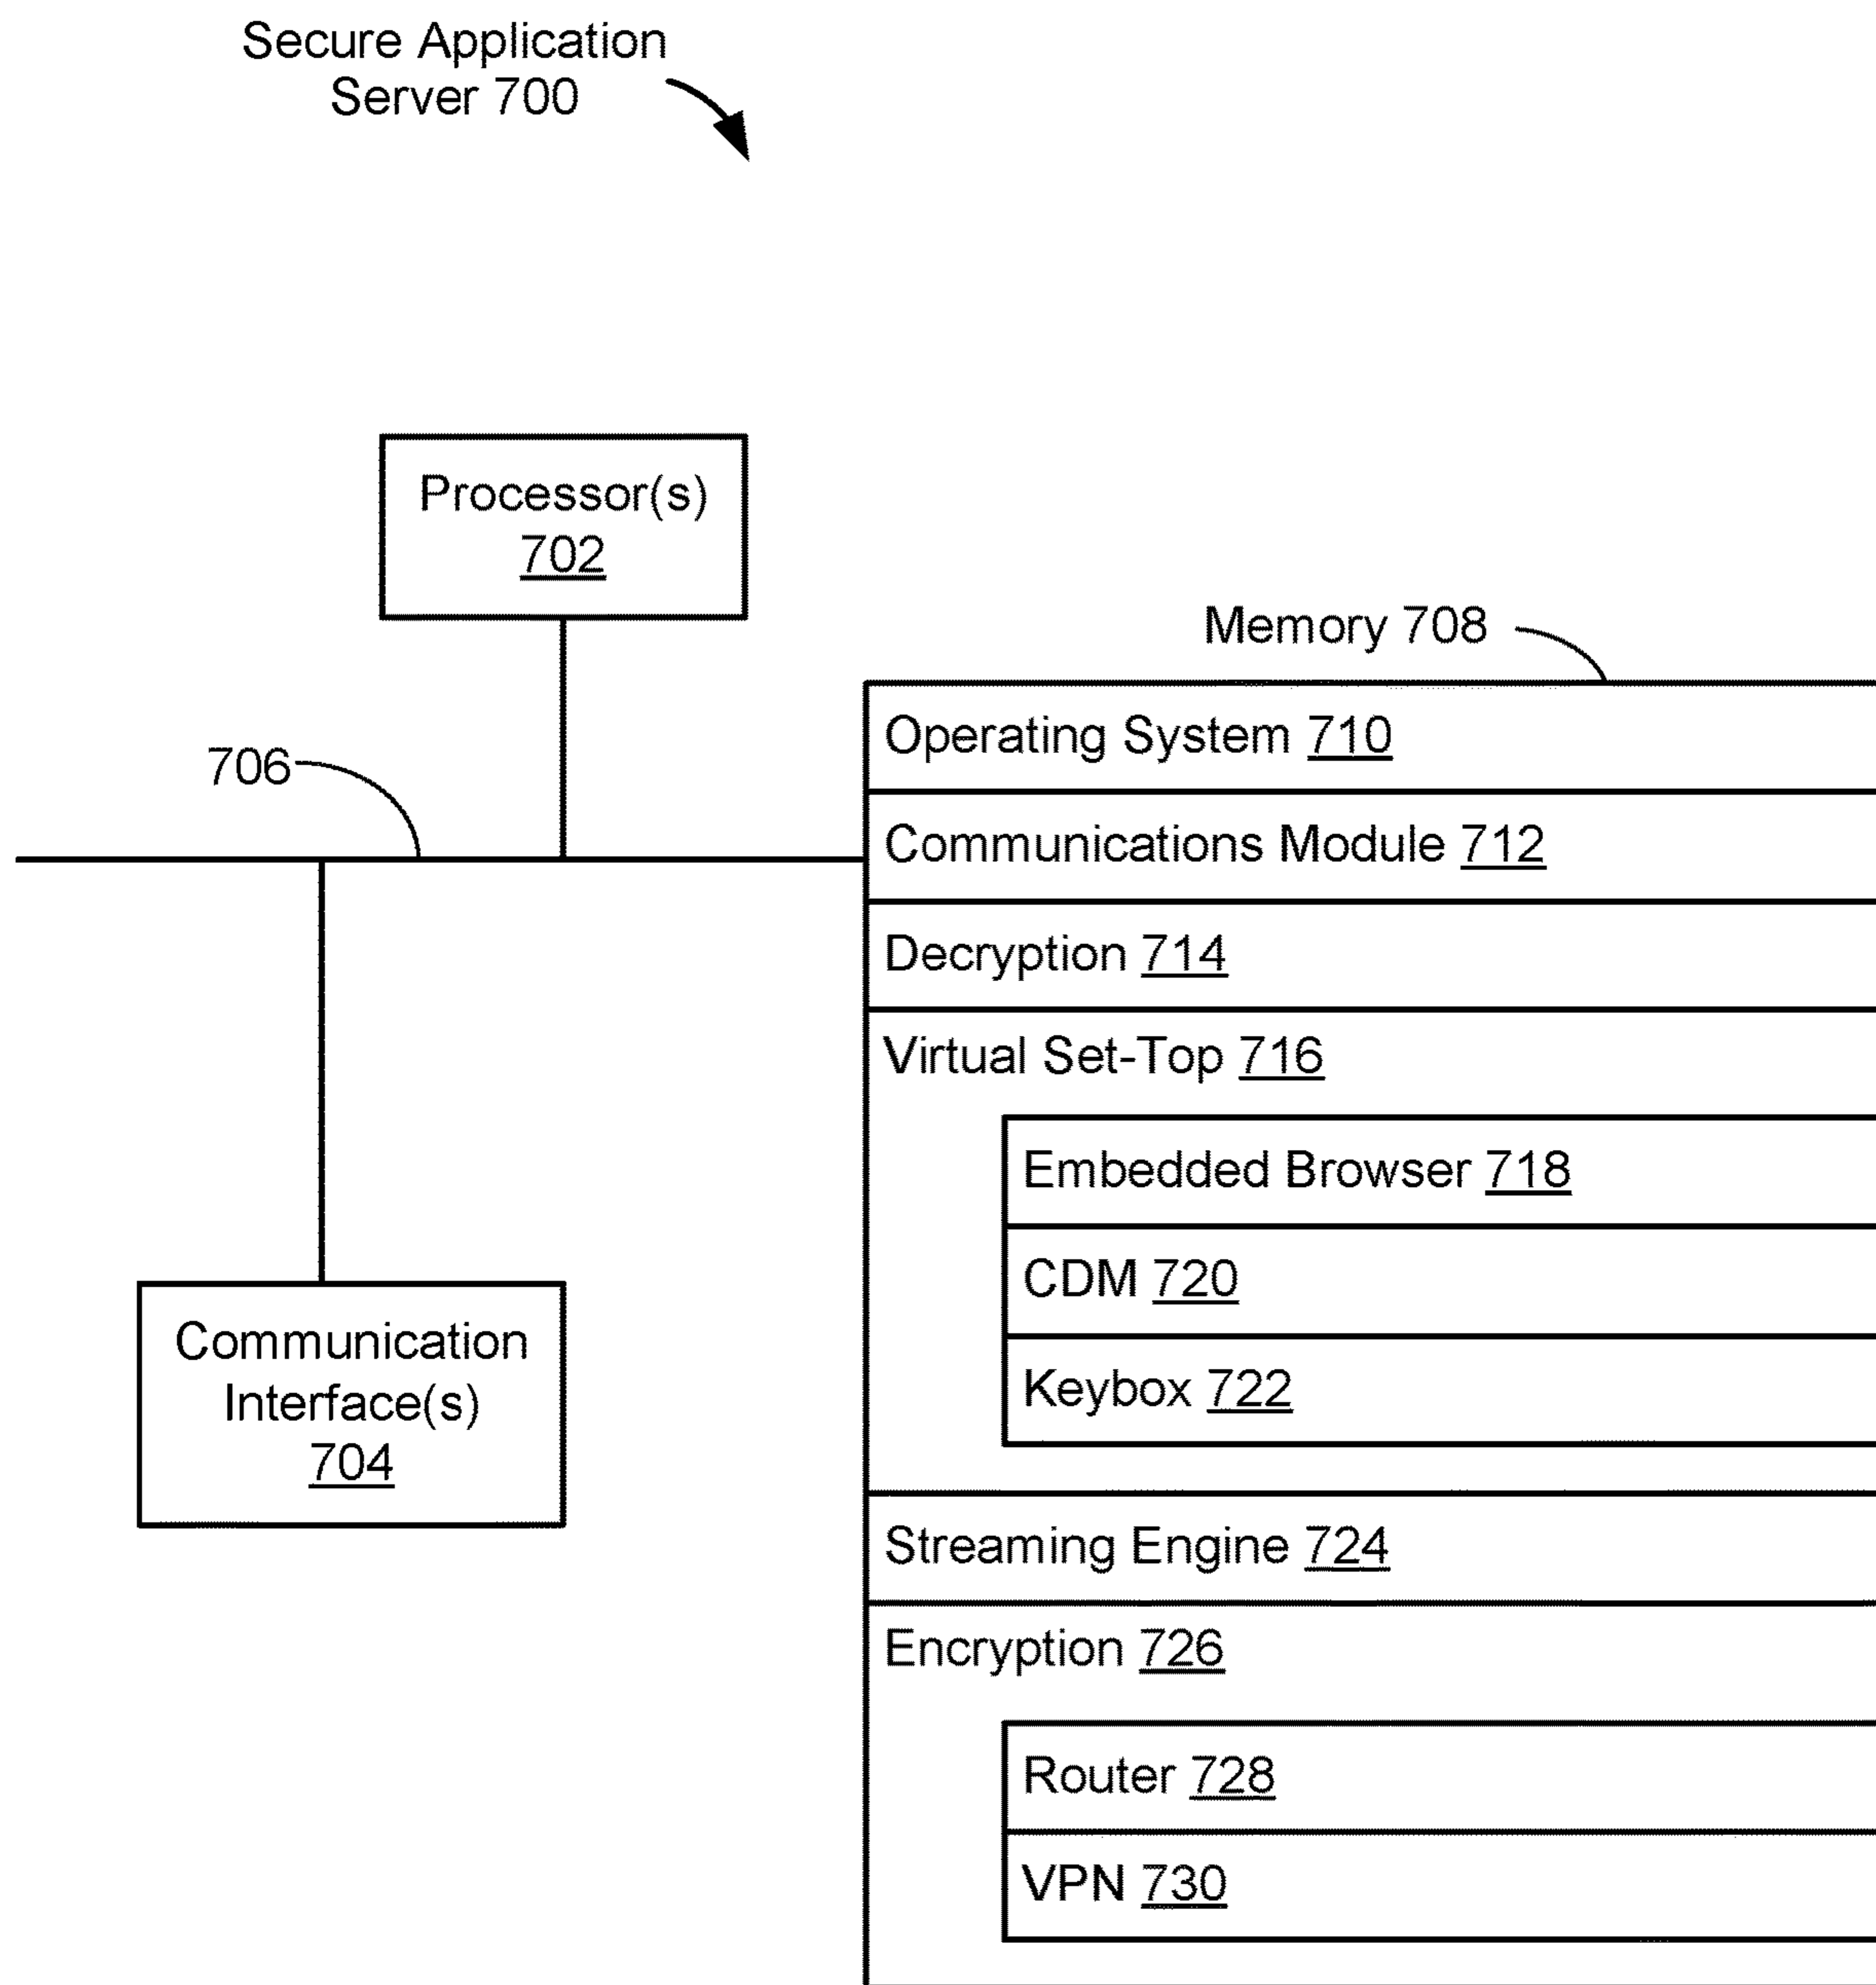 Secure Application
Server 700
Processor(s)
702
Memory 708
706
Operating System 710
Communications Module 712
Decryption 714
Virtual Set-Top 716
Embedded Browser 718
CDM 720
Keybox 722
Communication
Interface(s)
704
Streaming Engine 724
Encryption 726
Router 728
VPN 730